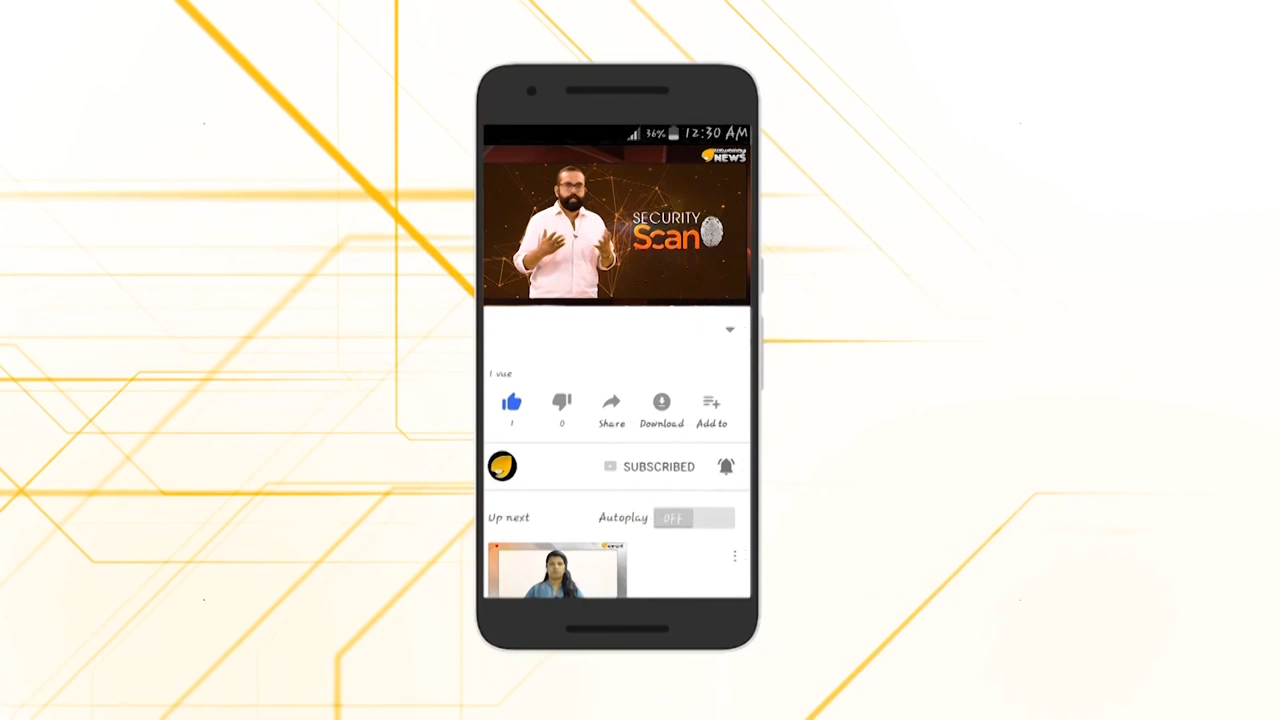 36% 12:30 AM
NEWS
SECURITY
Scan
1 vue
1
0
Share
Download
Add to
SUBSCRIBED
Up next
Autoplay
OFF